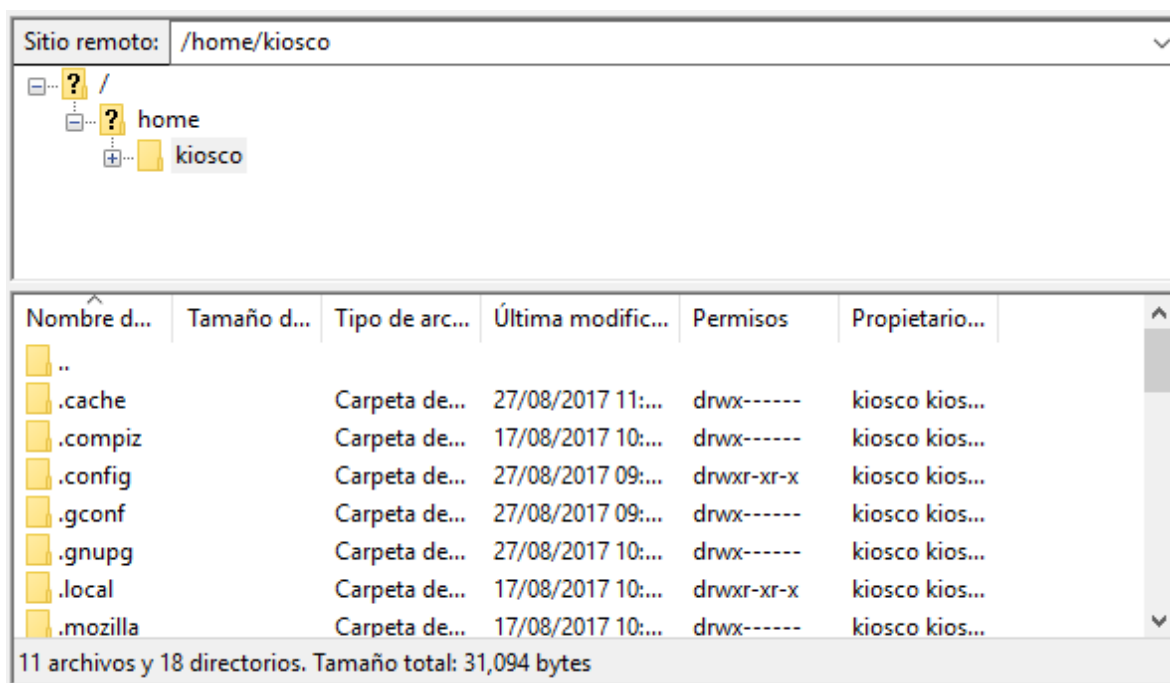 Sitio remoto: /home/kiosco
? /
? home
kiosco
Nombre d... Tamaño d... Tipo de arc... Última modific... Permisos Propietario...
..
.cache Carpeta de... 27/08/2017 11:... drwx------ kiosco kios...
.compiz Carpeta de... 17/08/2017 10:... drwx------ kiosco kios...
.config Carpeta de... 27/08/2017 09:... drwxr-xr-x kiosco kios...
.gconf Carpeta de... 27/08/2017 09:... drwx------ kiosco kios...
.gnupg Carpeta de... 27/08/2017 10:... drwx------ kiosco kios...
.local Carpeta de... 17/08/2017 10:... drwxr-xr-x kiosco kios...
.mozilla Carpeta de... 17/08/2017 10:... drwx------ kiosco kios...
11 archivos y 18 directorios. Tamaño total: 31,094 bytes